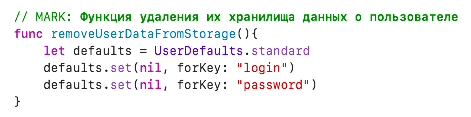 // MARK: Функция удаления их хранилища данных о пользователе
func removeUserDataFromStorage(){
    let defaults = UserDefaults.standard
    defaults.set(nil, forKey: "login")
    defaults.set(nil, forKey: "password")
}